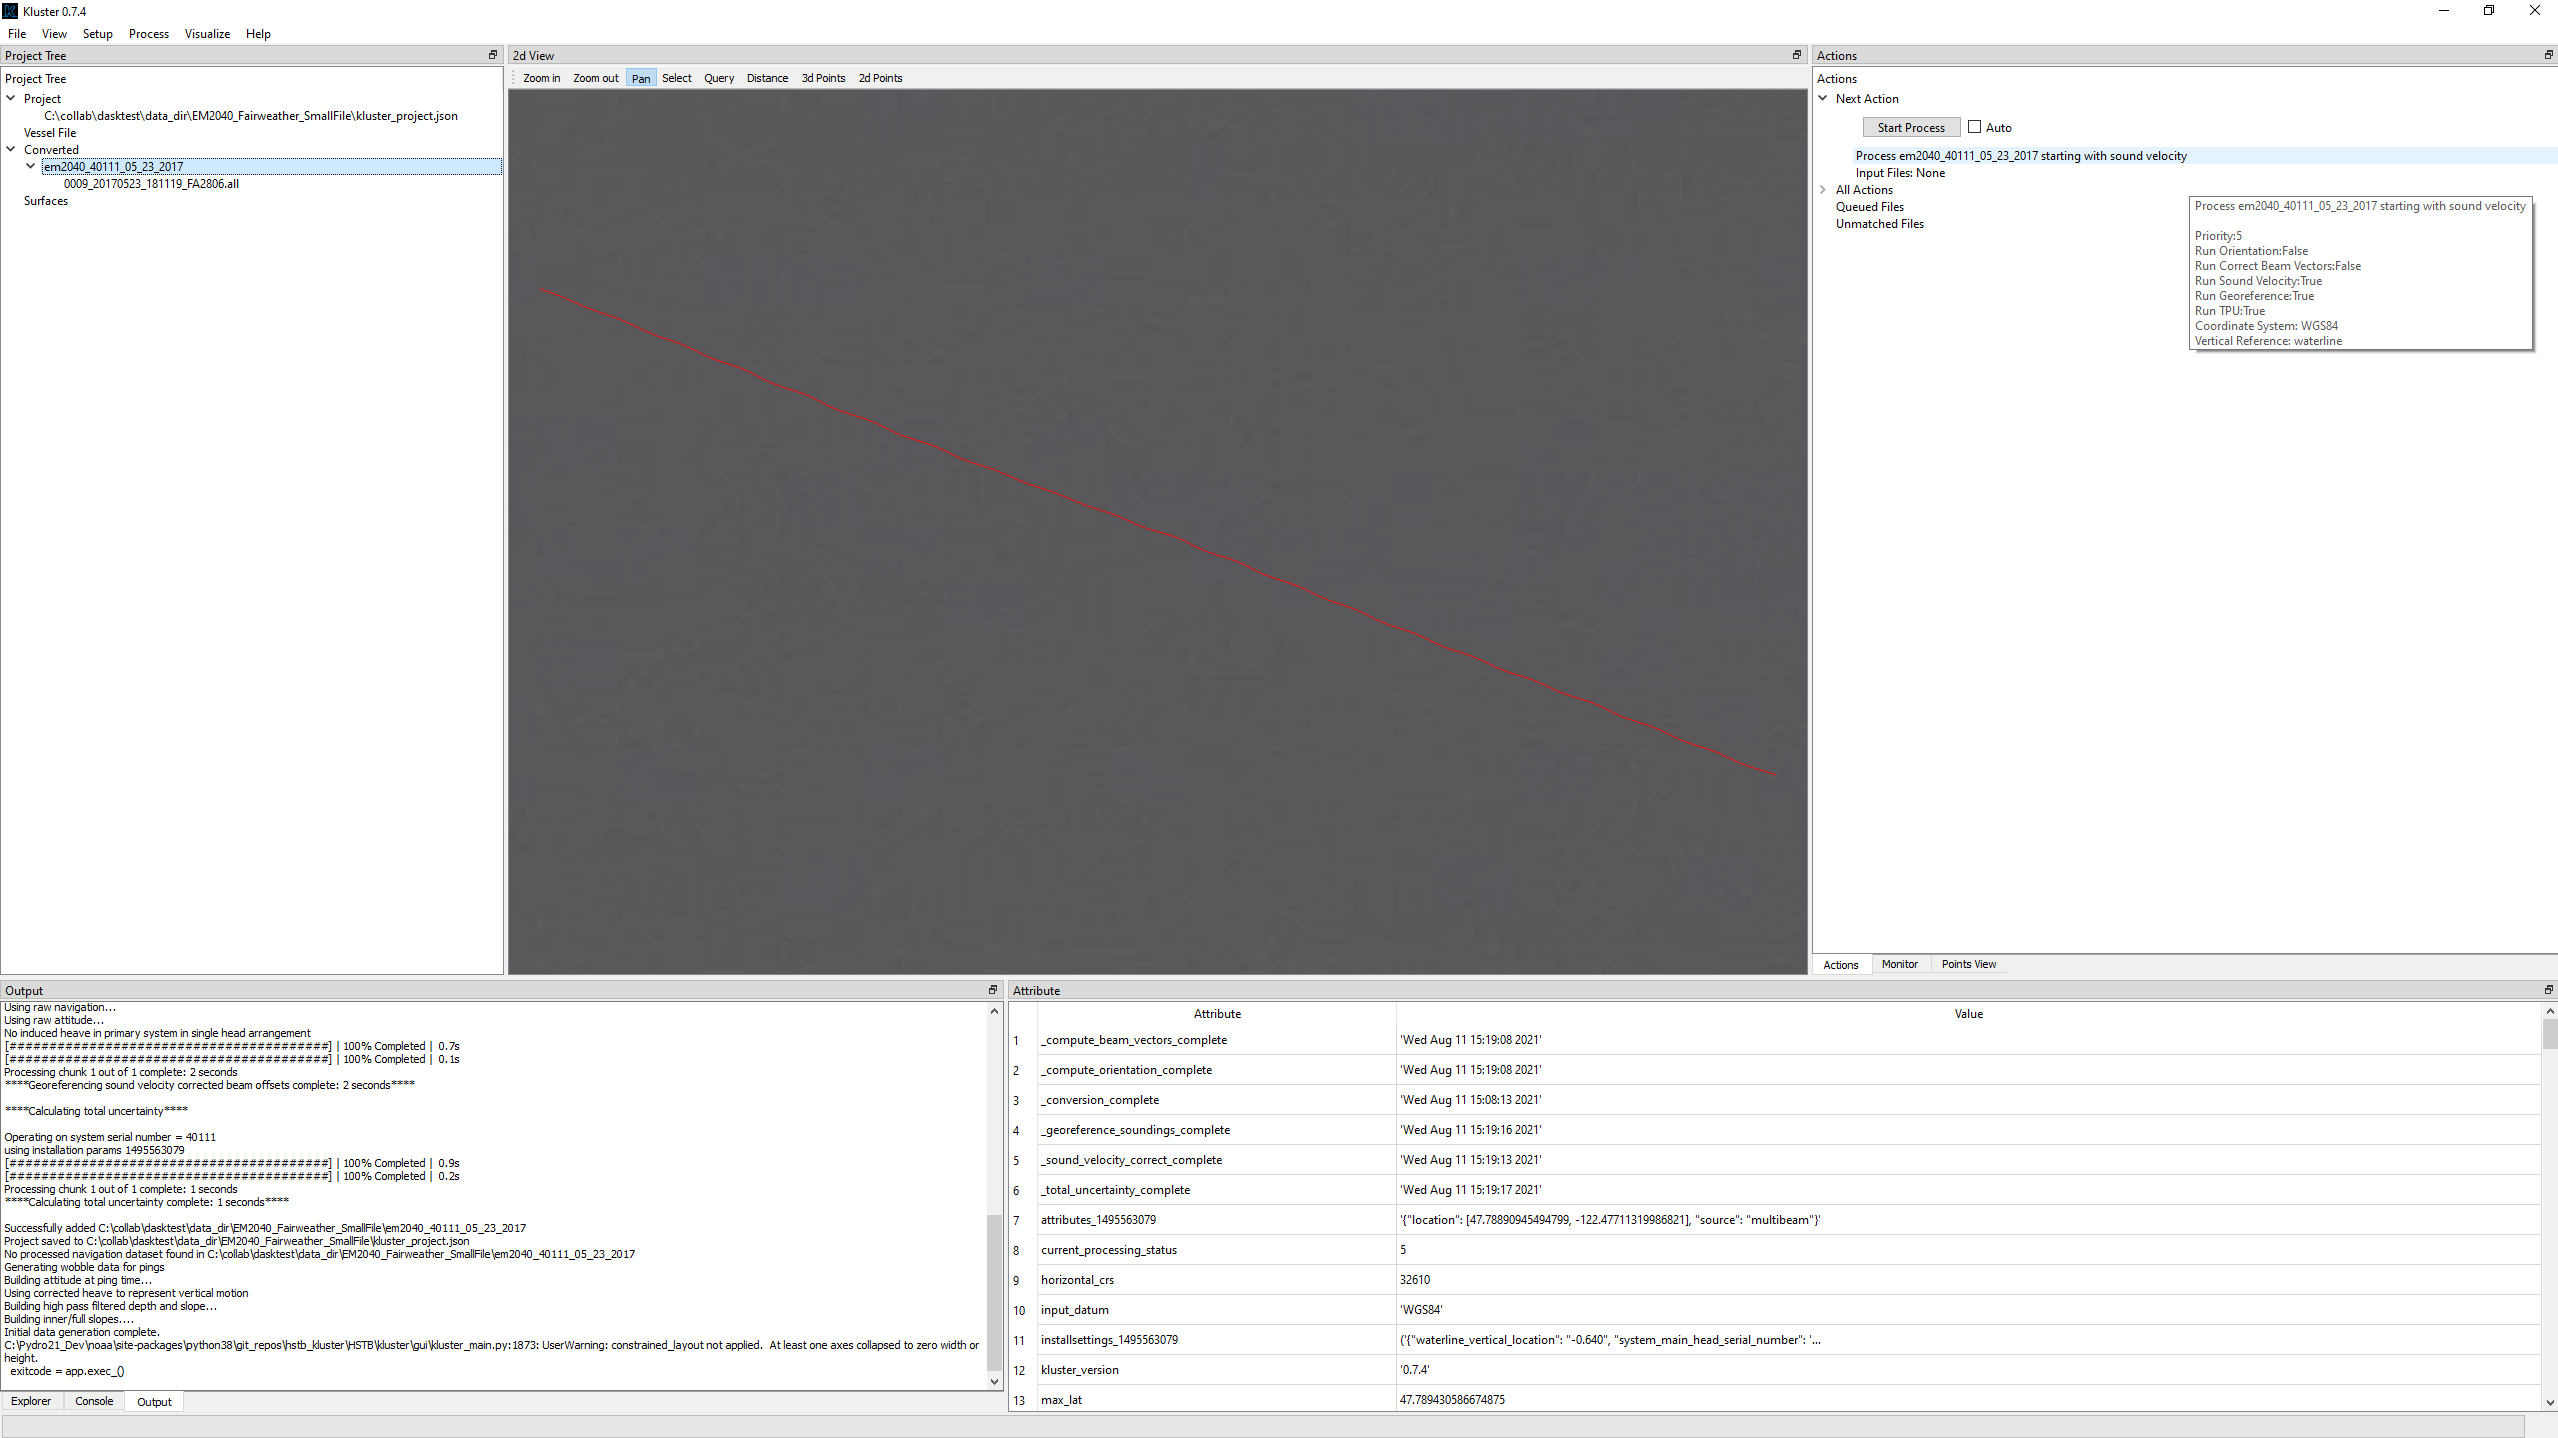 Kluster 0.7.4
File View Setup Process Visualize Help
Project Tree
Project Tree
Project
C:\collab\dasktest\data_dir\EM2040_Fairweather_SmallFile\kluster_project.json
Vessel File
Converted
em2040_40111_05_23_2017
0009_20170523_181119_FA2806.all
Surfaces
2d View
Zoom in Zoom out Pan Select Query Distance 3d Points 2d Points
Actions
Actions
Next Action
Start Process Auto
Process em2040_40111_05_23_2017 starting with sound velocity
Input Files: None
All Actions
Queued Files
Unmatched Files
Process em2040_40111_05_23_2017 starting with sound velocity
Priority:5
Run Orientation:False
Run Correct Beam Vectors:False
Run Sound Velocity:True
Run Georeference:True
Run TPU:True
Coordinate System: WGS84
Vertical Reference: waterline
Actions Monitor Points View
Output
Using raw navigation...
Using raw attitude...
No induced heave in primary system in single head arrangement
[########################################] | 100% Completed | 0.7s
[########################################] | 100% Completed | 0.1s
Processing chunk 1 out of 1 complete: 2 seconds
****Georeferencing sound velocity corrected beam offsets complete: 2 seconds****
****Calculating total uncertainty****
Operating on system serial number = 40111
using installation params 1495563079
[########################################] | 100% Completed | 0.9s
[########################################] | 100% Completed | 0.2s
Processing chunk 1 out of 1 complete: 1 seconds
****Calculating total uncertainty complete: 1 seconds****
Successfully added C:\collab\dasktest\data_dir\EM2040_Fairweather_SmallFile\em2040_40111_05_23_2017
Project saved to C:\collab\dasktest\data_dir\EM2040_Fairweather_SmallFile\kluster_project.json
No processed navigation dataset found in C:\collab\dasktest\data_dir\EM2040_Fairweather_SmallFile\em2040_40111_05_23_2017
Generating wobble data for pings
Building attitude at ping time...
Using corrected heave to represent vertical motion
Building high pass filtered depth and slope...
Building inner/full slopes....
Initial data generation complete.
C:\Pydro21_Dev\noaa\site-packages\python38\git_repos\hstb_kluster\HSTB\kluster\gui\kluster_main.py:1873: UserWarning: constrained_layout not applied.  At least one axes collapsed to zero width or
height.
exitcode = app.exec_()
Explorer Console Output
Attribute
Attribute Value
1 _compute_beam_vectors_complete 'Wed Aug 11 15:19:08 2021'
2 _compute_orientation_complete 'Wed Aug 11 15:19:08 2021'
3 _conversion_complete 'Wed Aug 11 15:08:13 2021'
4 _georeference_soundings_complete 'Wed Aug 11 15:19:16 2021'
5 _sound_velocity_correct_complete 'Wed Aug 11 15:19:13 2021'
6 _total_uncertainty_complete 'Wed Aug 11 15:19:17 2021'
7 attributes_1495563079 '{"location": [47.78890945494799, -122.47711319986821], "source": "multibeam"}'
8 current_processing_status 5
9 horizontal_crs 32610
10 input_datum 'WGS84'
11 installsettings_1495563079 ('{"waterline_vertical_location": "-0.640", "system_main_head_serial_number": '...
12 kluster_version '0.7.4'
13 max_lat 47.789430586674875